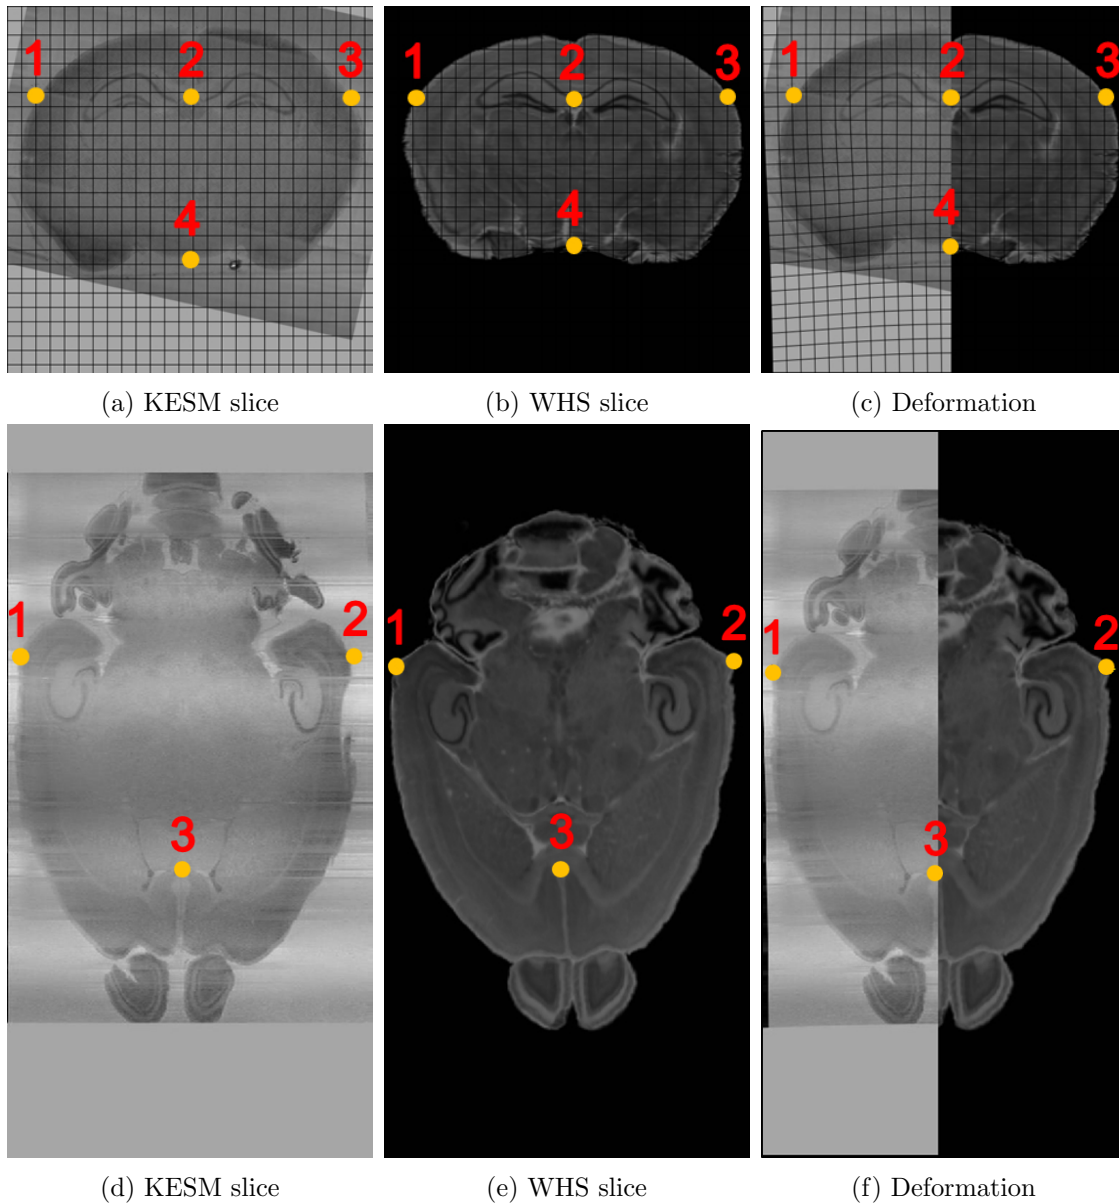 1 2 3
4
1 2 3
4
1 2 3
4
(a) KESM slice
(b) WHS slice
(c) Deformation
1 2
3
1 2
3
1 2
3
(d) KESM slice
(e) WHS slice
(f) Deformation